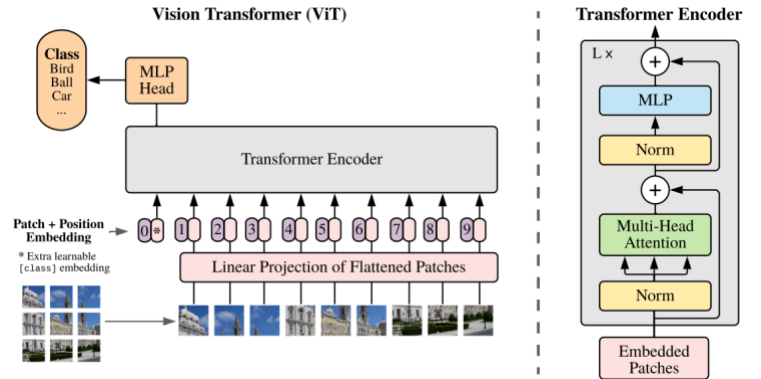 Vision Transformer (ViT)
Class
Bird
Ball
Car
...
MLP
Head
Transformer Encoder
Patch + Position
Embedding
0 * 1 2 3 4 5 6 7 8 9
* Extra learnable
[class] embedding
Linear Projection of Flattened Patches
Transformer Encoder
L ×
+
MLP
Norm
+
Multi-Head
Attention
Norm
Embedded
Patches